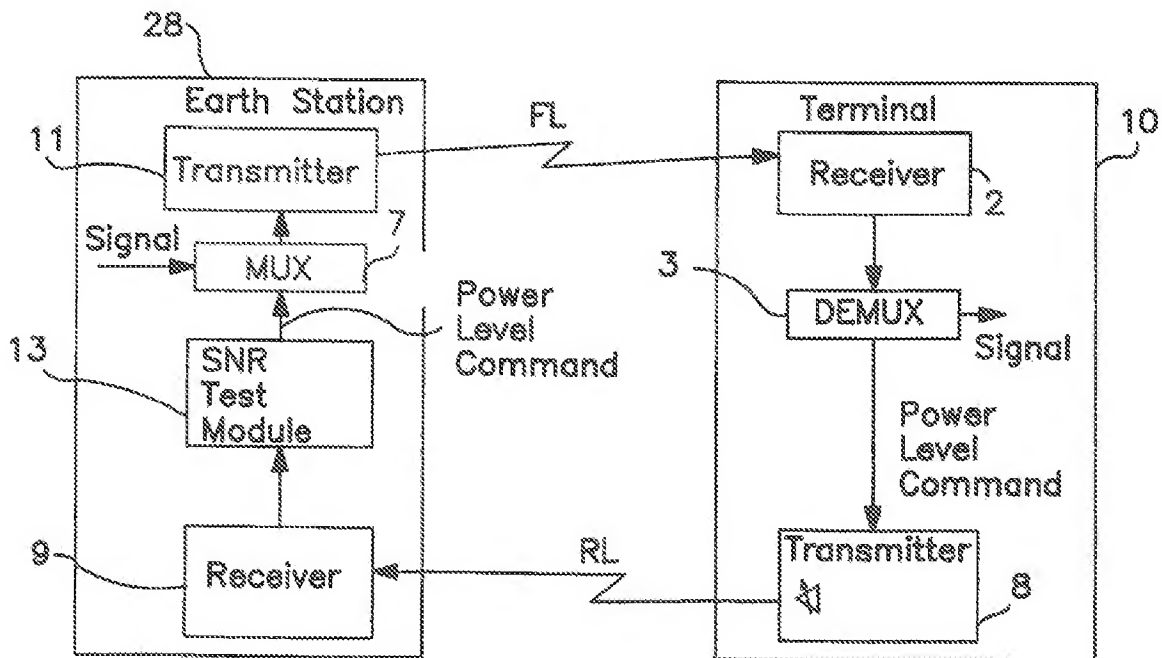 28
Earth Station
11
Transmitter
Signal
7
MUX
Power
Level
Command
13
SNR
Test
Module
9
Receiver
FL
RL
Terminal
10
Receiver
2
3
DEMUX
Signal
Power
Level
Command
Transmitter
8